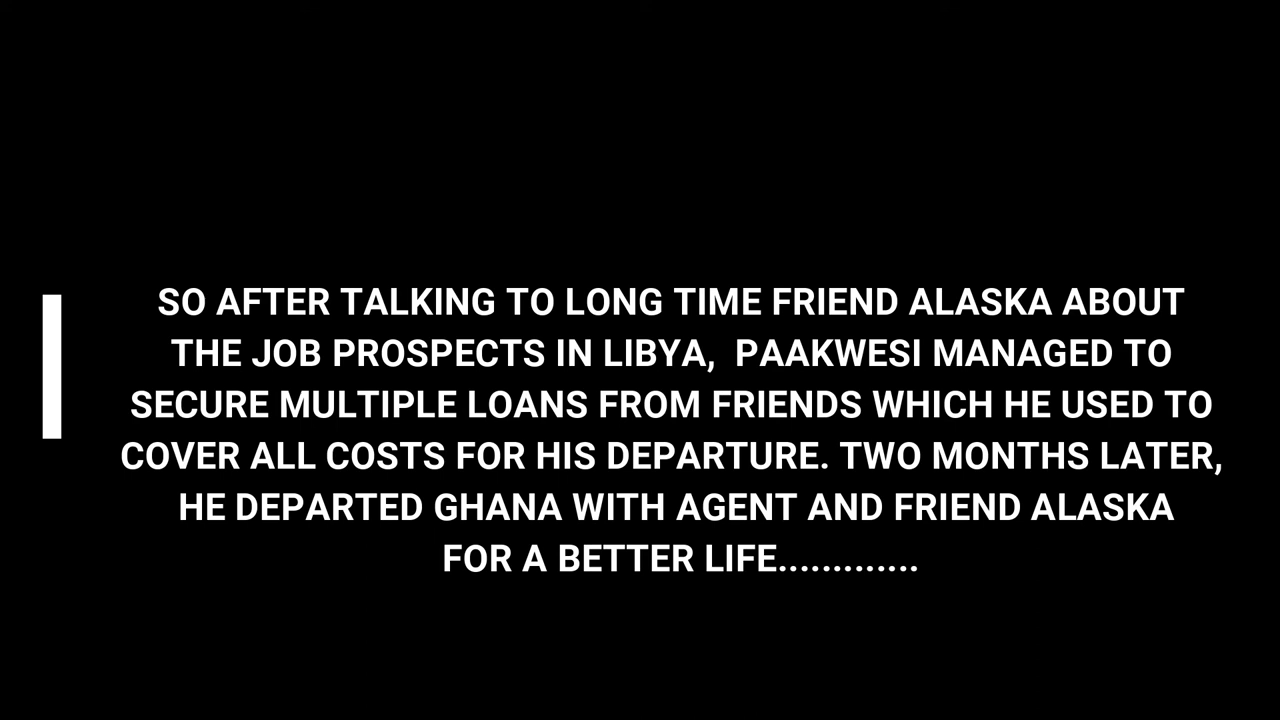 SO AFTER TALKING TO LONG TIME FRIEND ALASKA ABOUT
THE JOB PROSPECTS IN LIBYA,  PAAKWESI MANAGED TO
SECURE MULTIPLE LOANS FROM FRIENDS WHICH HE USED TO
COVER ALL COSTS FOR HIS DEPARTURE. TWO MONTHS LATER,
HE DEPARTED GHANA WITH AGENT AND FRIEND ALASKA
FOR A BETTER LIFE.............